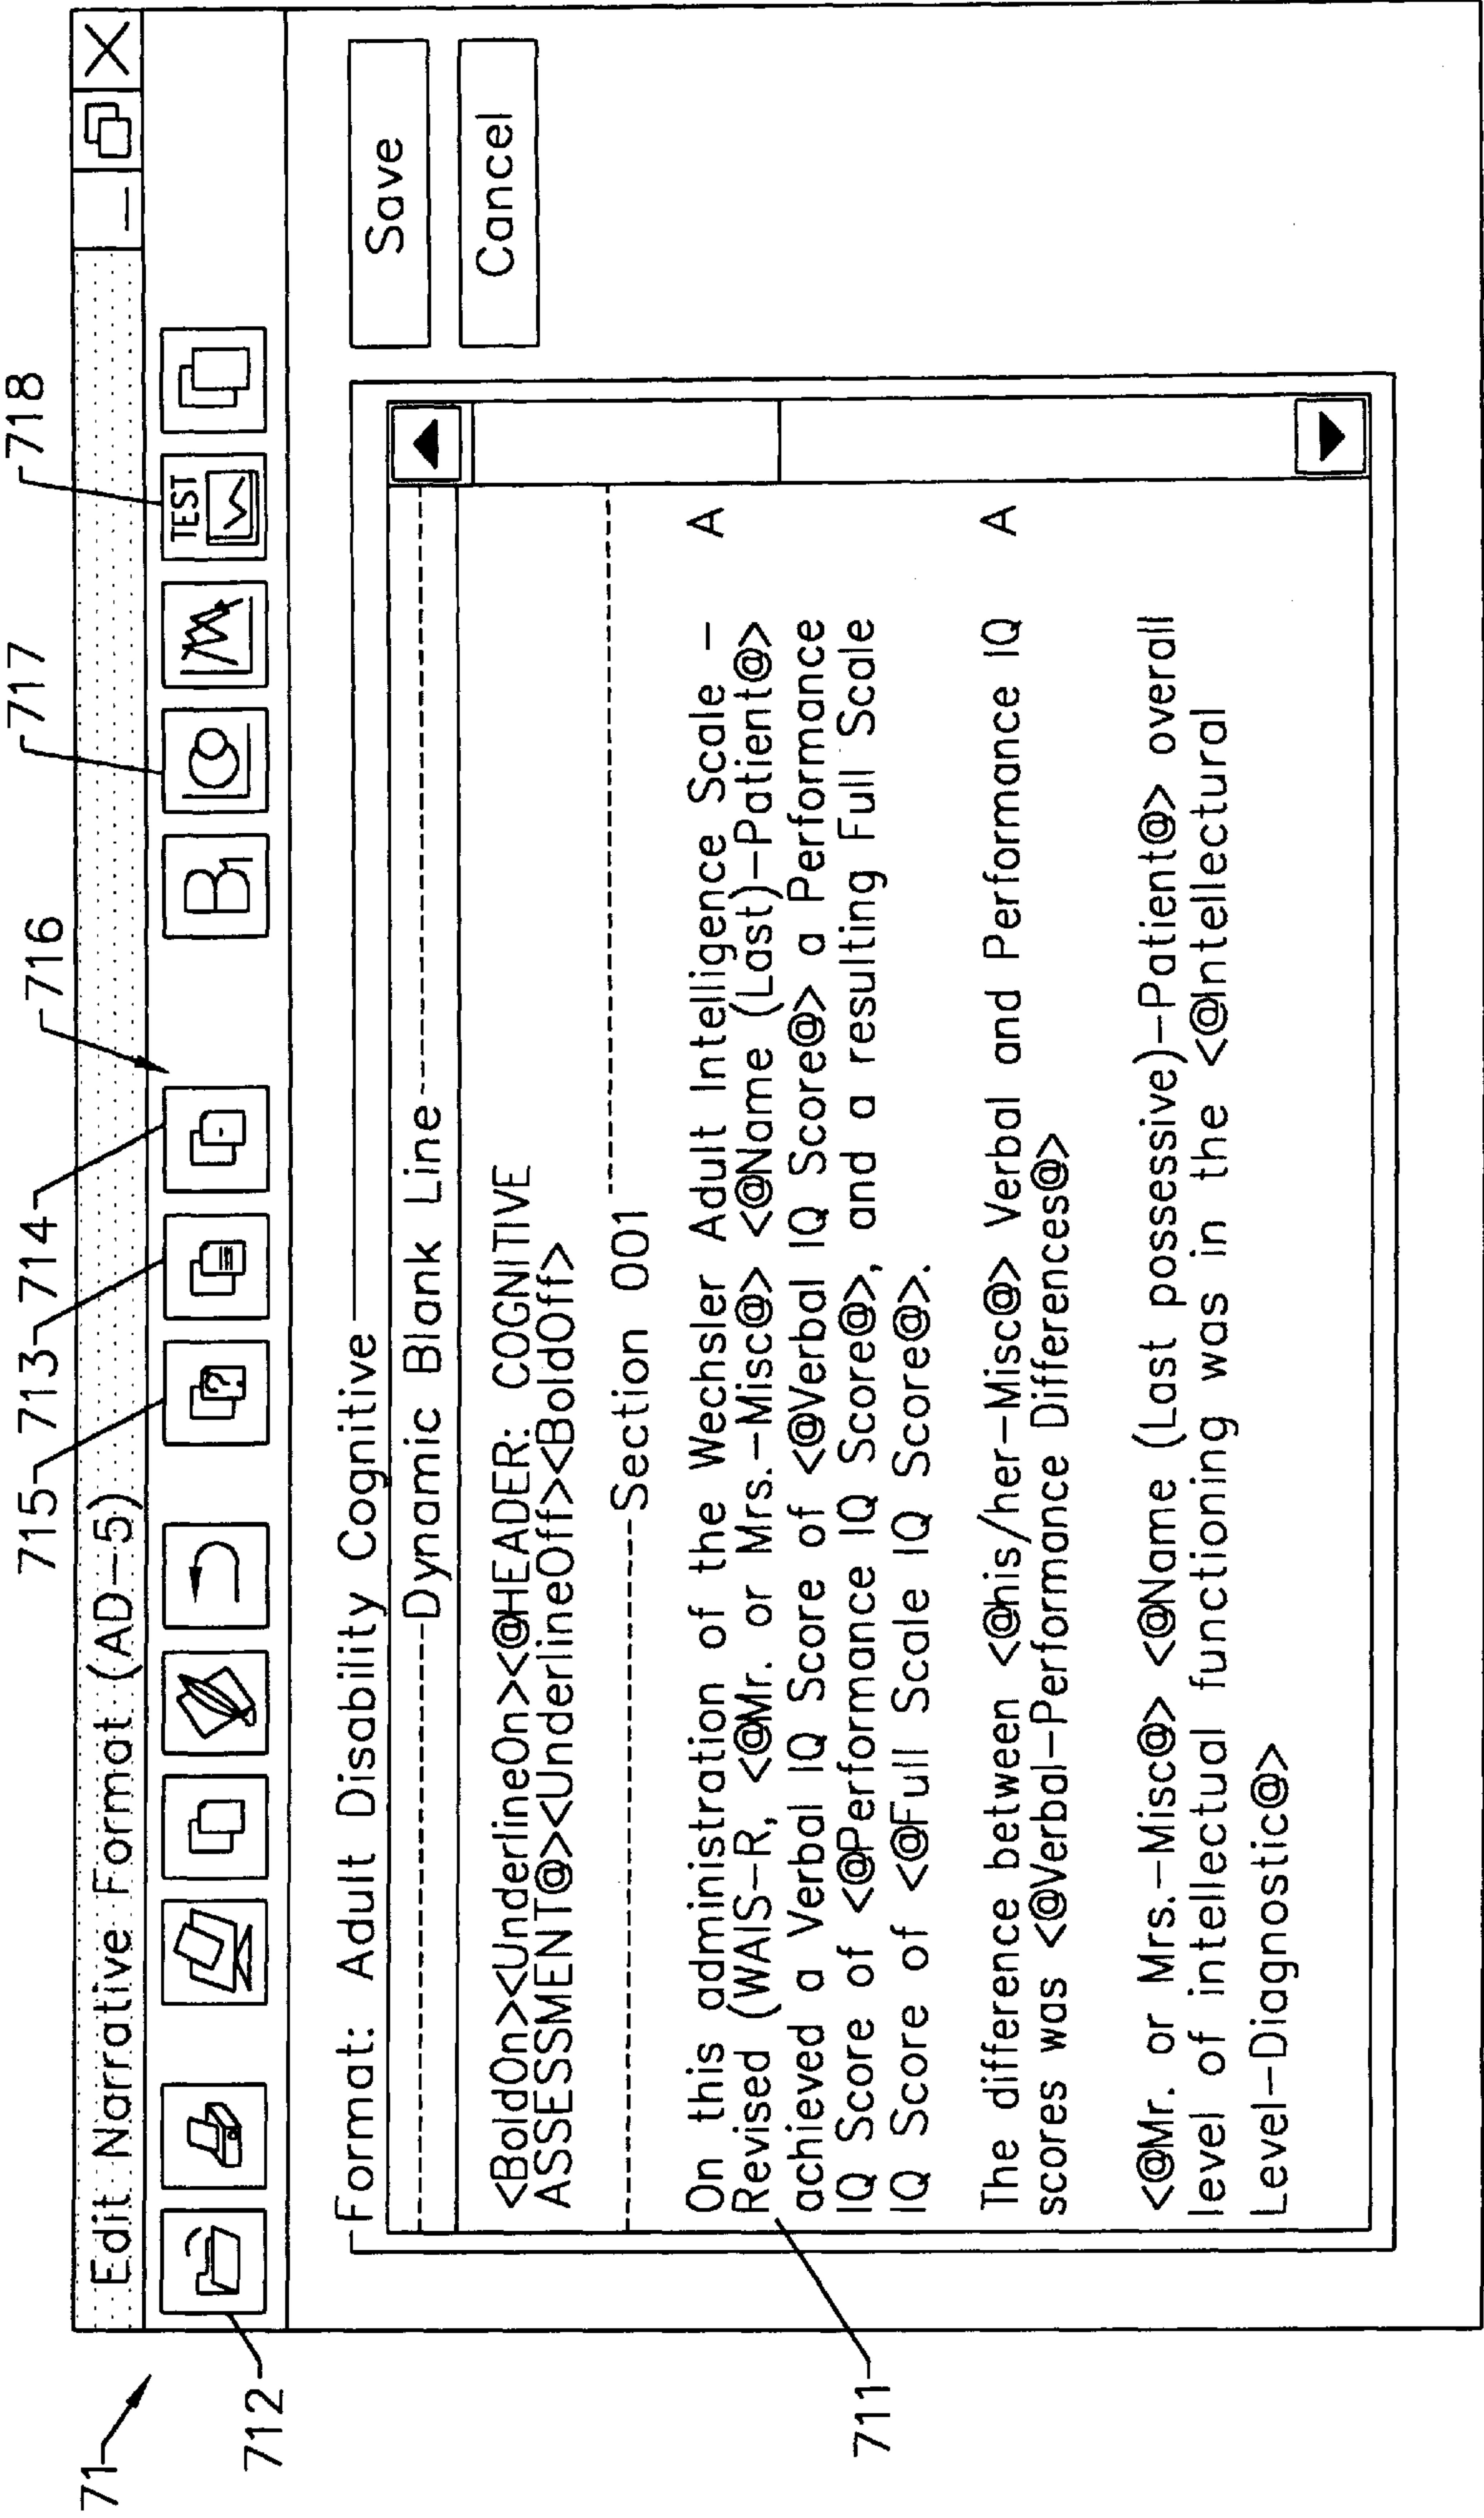 71
712
715
713
714
716
717
718
Edit Narrative Format (AD-5)
TEST
B
Save
Cancel
Format: Adult Disability Cognitive
Dynamic Blank Line
<BoldOn><UnderlineOn><@HEADER: COGNITIVE
ASSESSMENT@><UnderlineOff><BoldOff>
Section 001
On this administration of the Wechsler Adult Intelligence Scale - A
Revised (WAIS-R, <@Mr. or Mrs.-Misc@> <@Name (Last)-Patient@>
achieved a Verbal IQ Score of <@Verbal IQ Score@> a Performance
IQ Score of <@Performance IQ Score@>, and a resulting Full Scale
IQ Score of <@Full Scale IQ Score@>.
The difference between <@his/her-Misc@> Verbal and Performance IQ A
scores was <@Verbal-Performance Differences@>
<@Mr. or Mrs.-Misc@> <@Name (Last possessive)-Patient@> overall
level of intellectual functioning was in the <@Intellectural
Level-Diagnostic@>
711